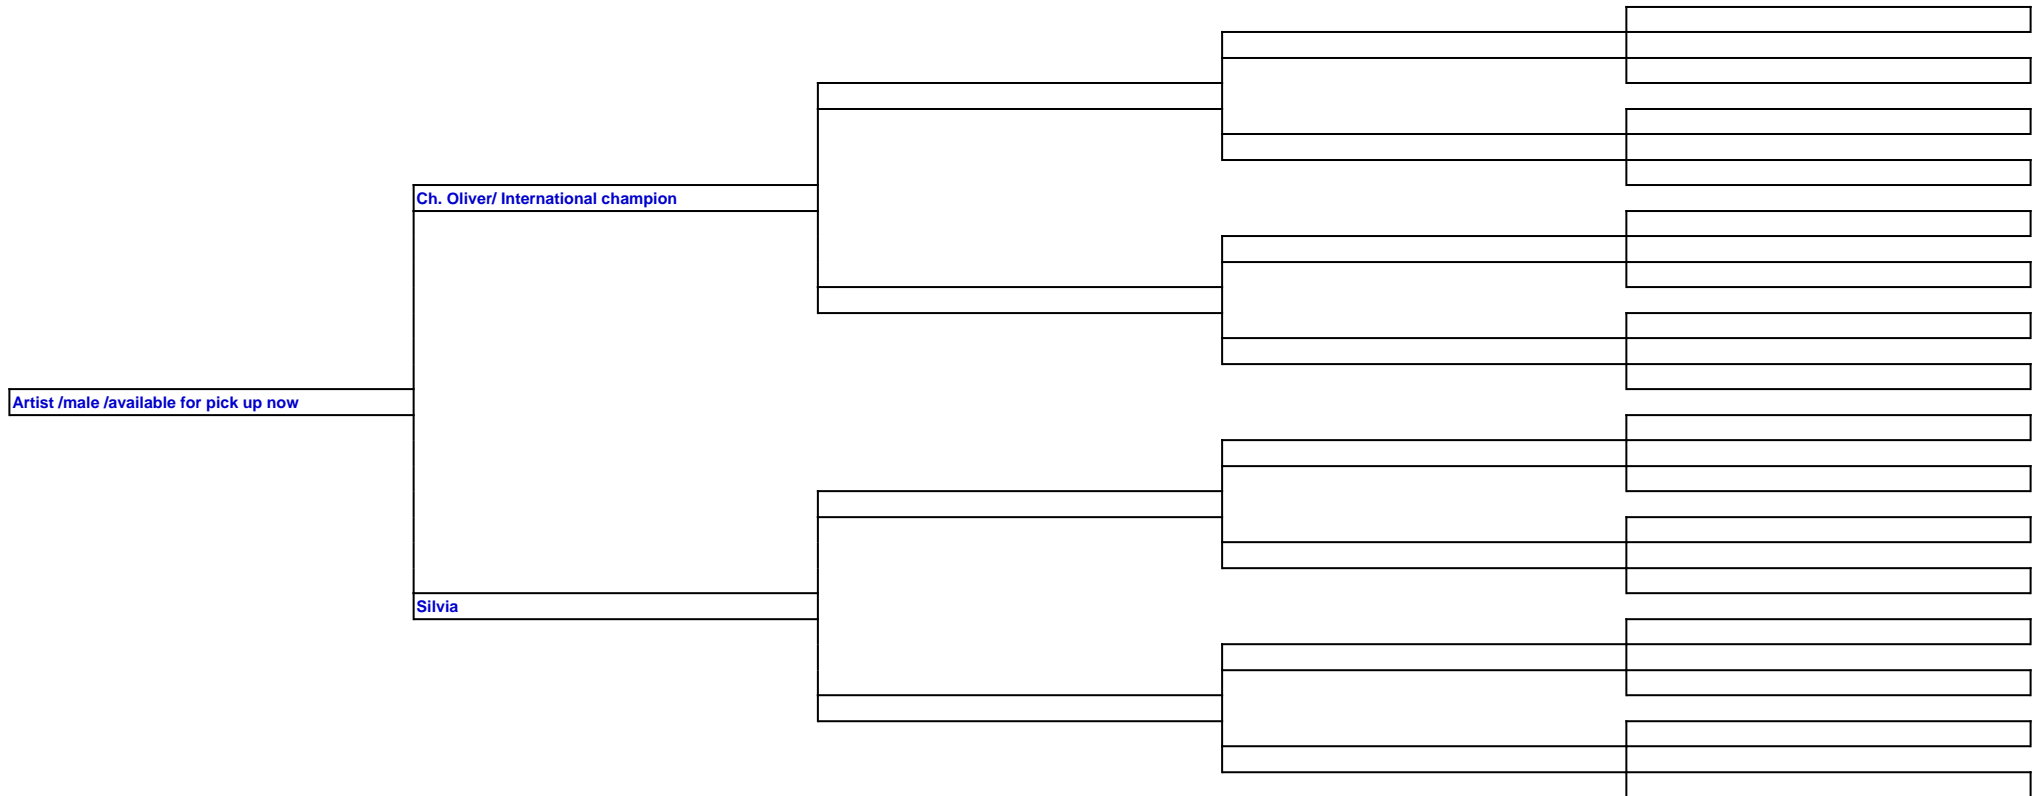 Ch. Oliver/ International champion
Artist /male /available for pick up now
Silvia